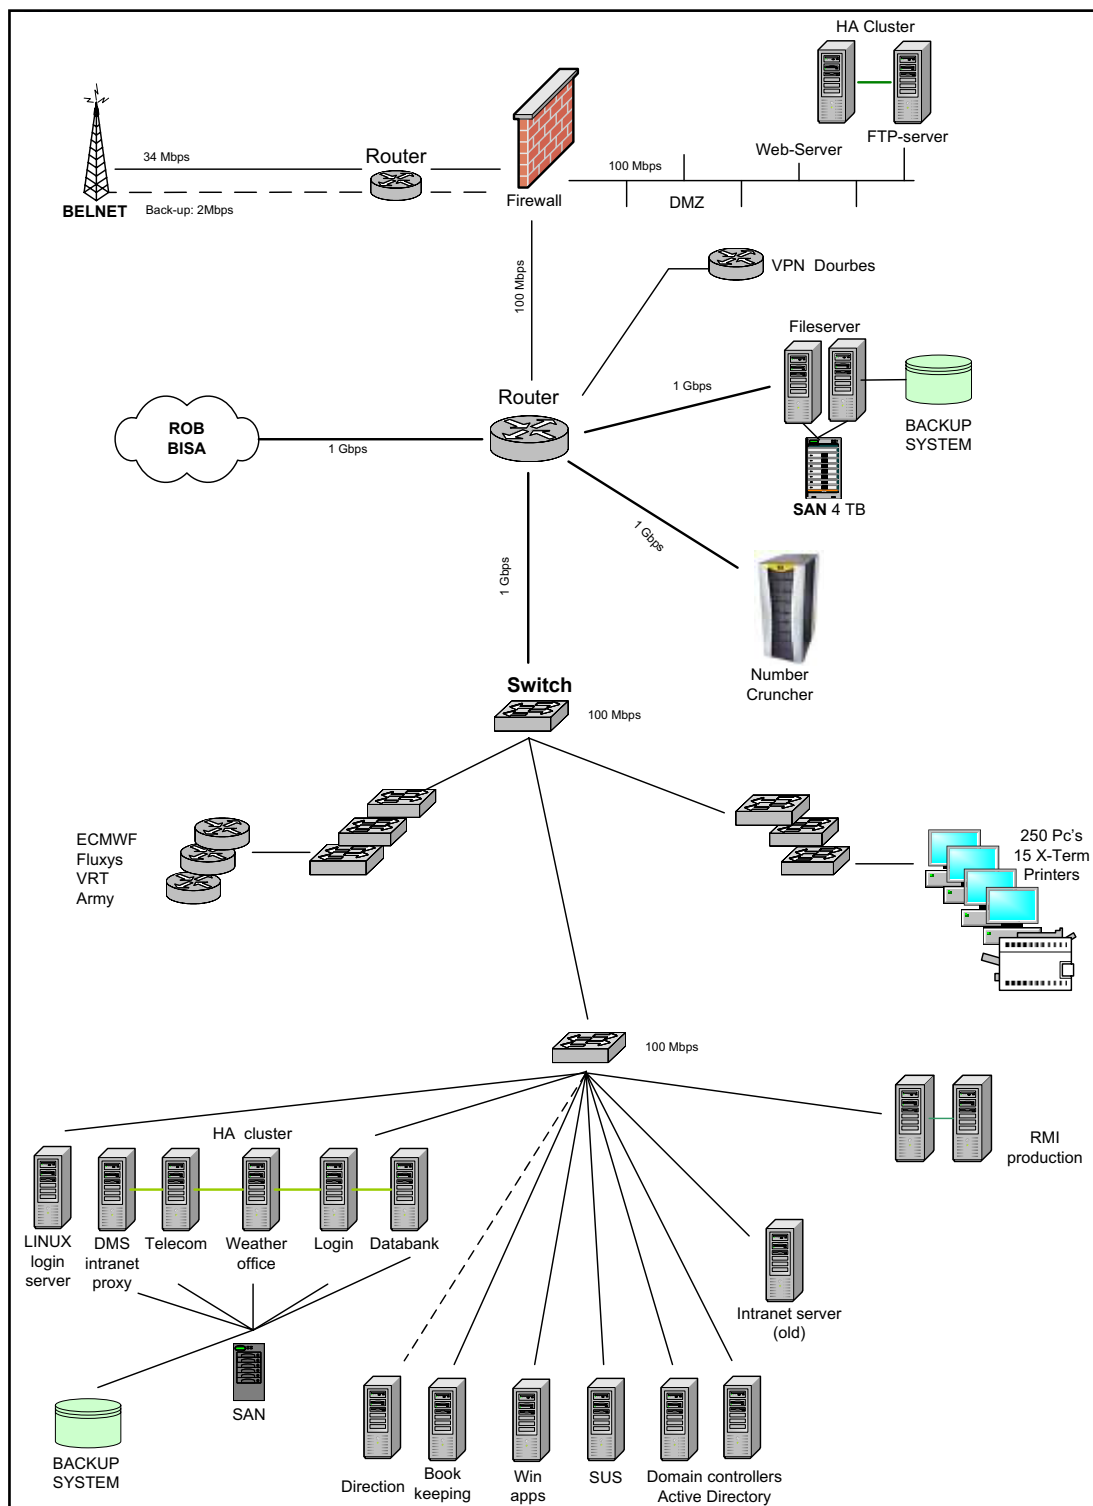 HA Cluster
FTP-server
Web-Server
34 Mbps
Router
100 Mbps
Back-up: 2Mbps
BELNET
Firewall
DMZ
100 Mbps
VPN Dourbes
Fileserver
1 Gbps
Router
BACKUP
SYSTEM
ROB
BISA
1 Gbps
SAN 4 TB
1 Gbps
1 Gbps
Number
Cruncher
Switch
100 Mbps
ECMWF
Fluxys
VRT
Army
250 Pc's
15 X-Term
Printers
100 Mbps
HA cluster
RMI
production
LINUX
login
server
DMS
intranet
proxy
Telecom
Weather
office
Login
Databank
Intranet server
(old)
SAN
BACKUP
SYSTEM
Direction
Book
keeping
Win
apps
SUS
Domain controllers
Active Directory